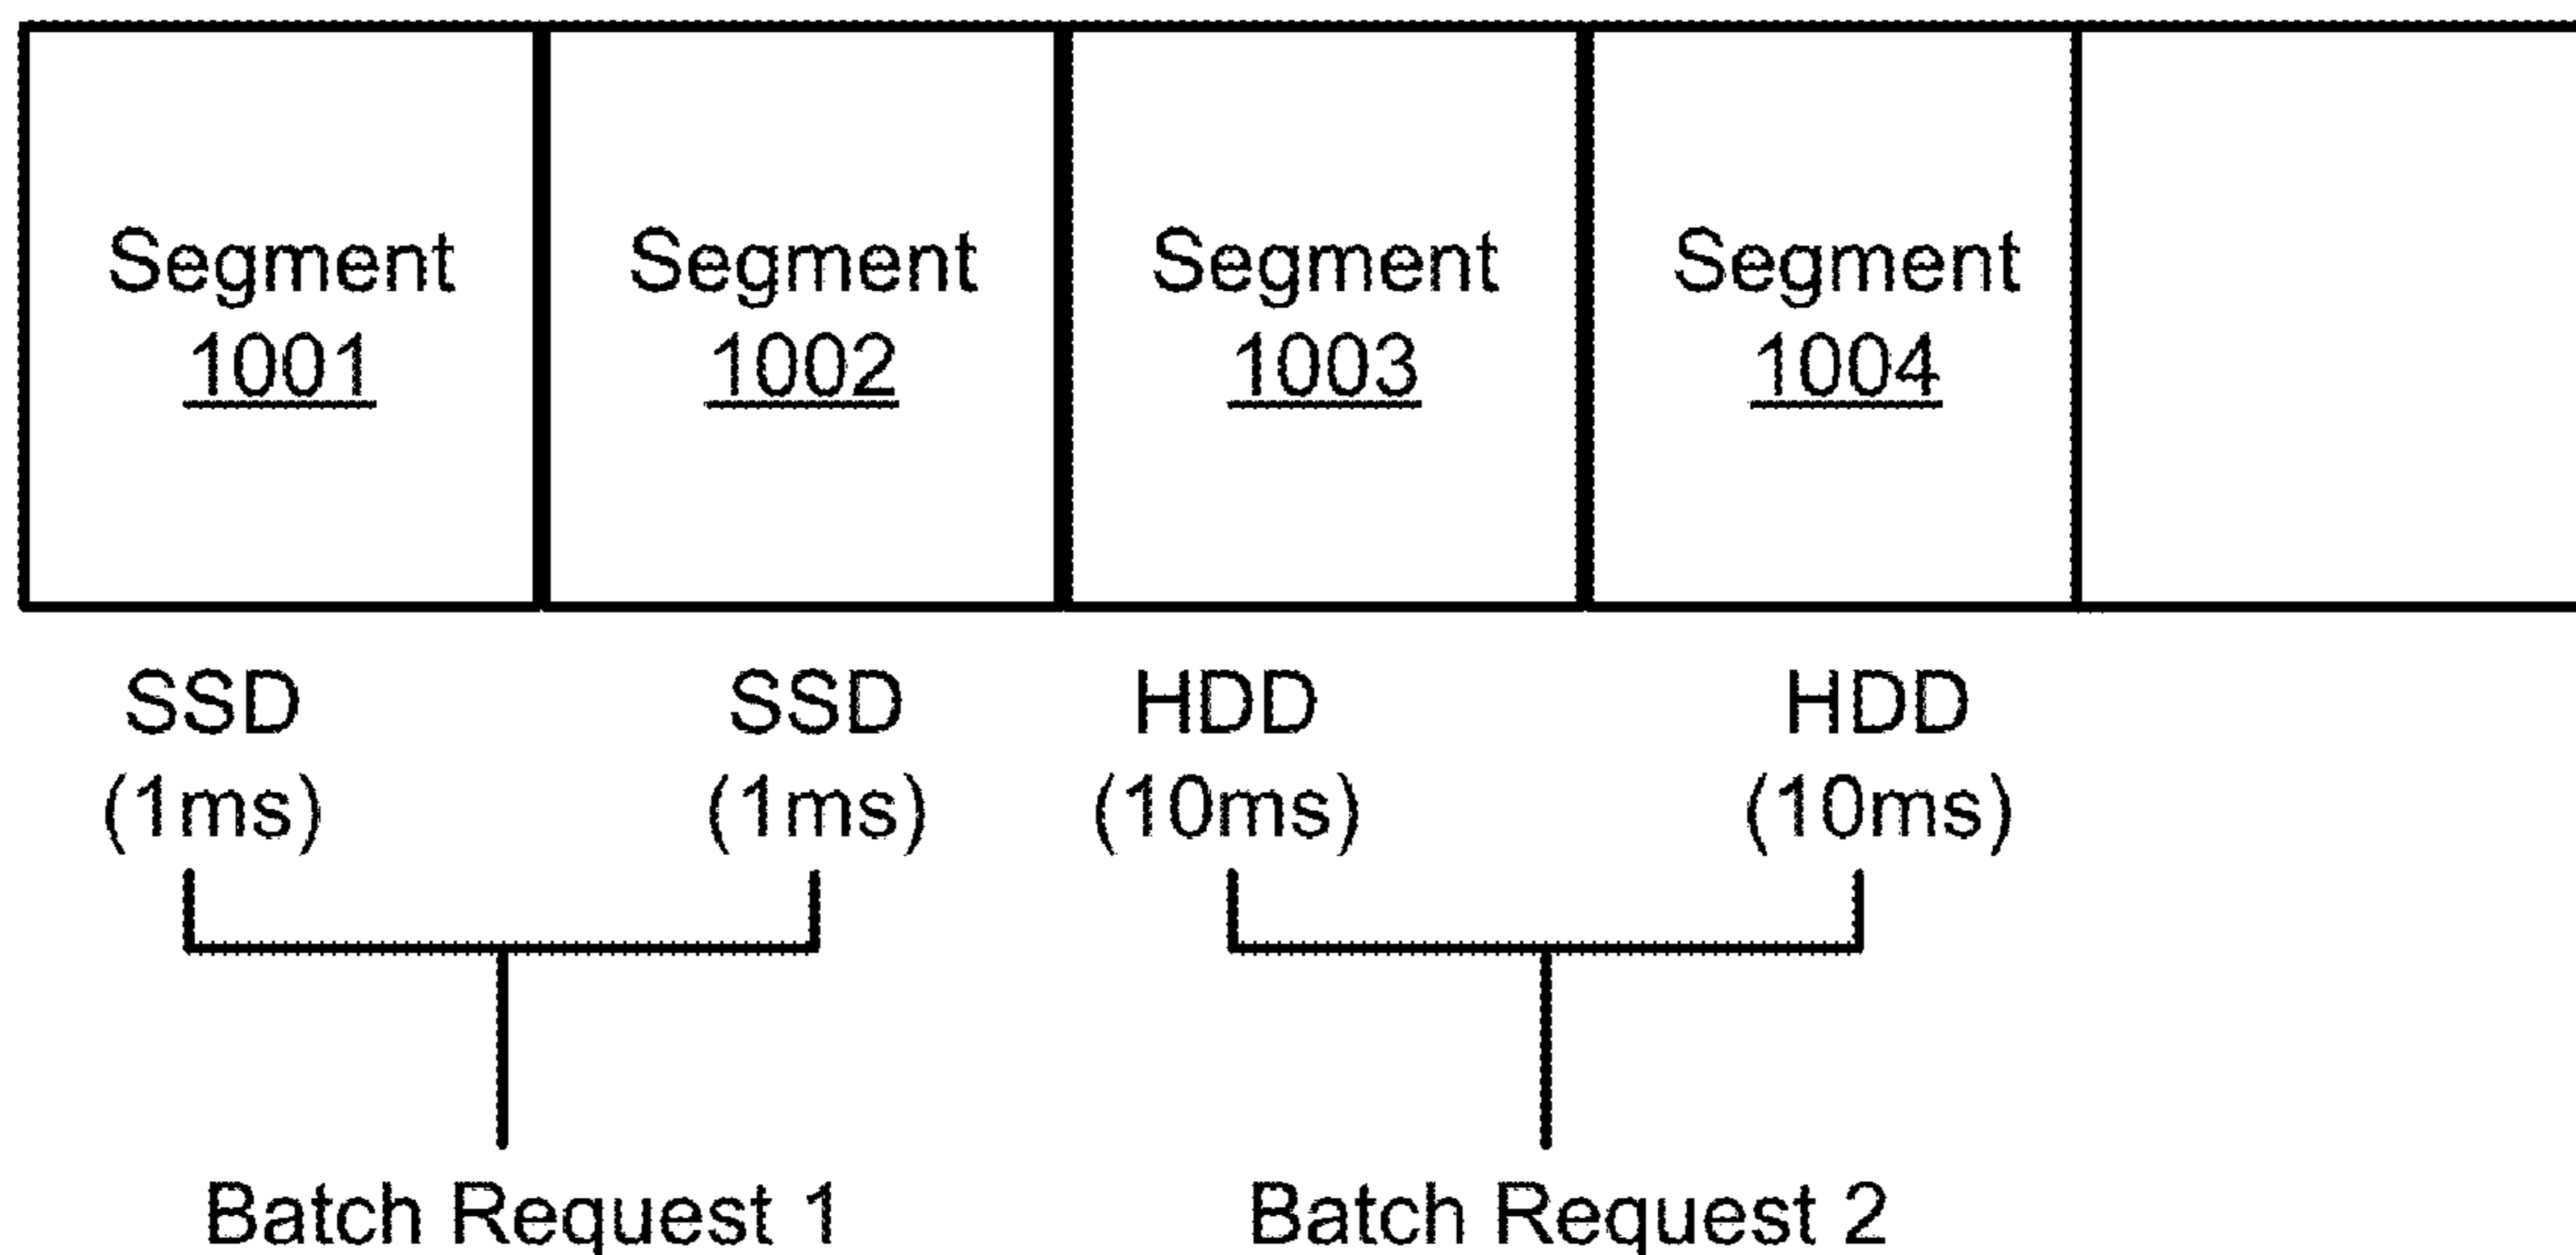 Segment
1001
Segment
1002
Segment
1003
Segment
1004
SSD
(1ms)
SSD
(1ms)
HDD
(10ms)
HDD
(10ms)
Batch Request 1
Batch Request 2